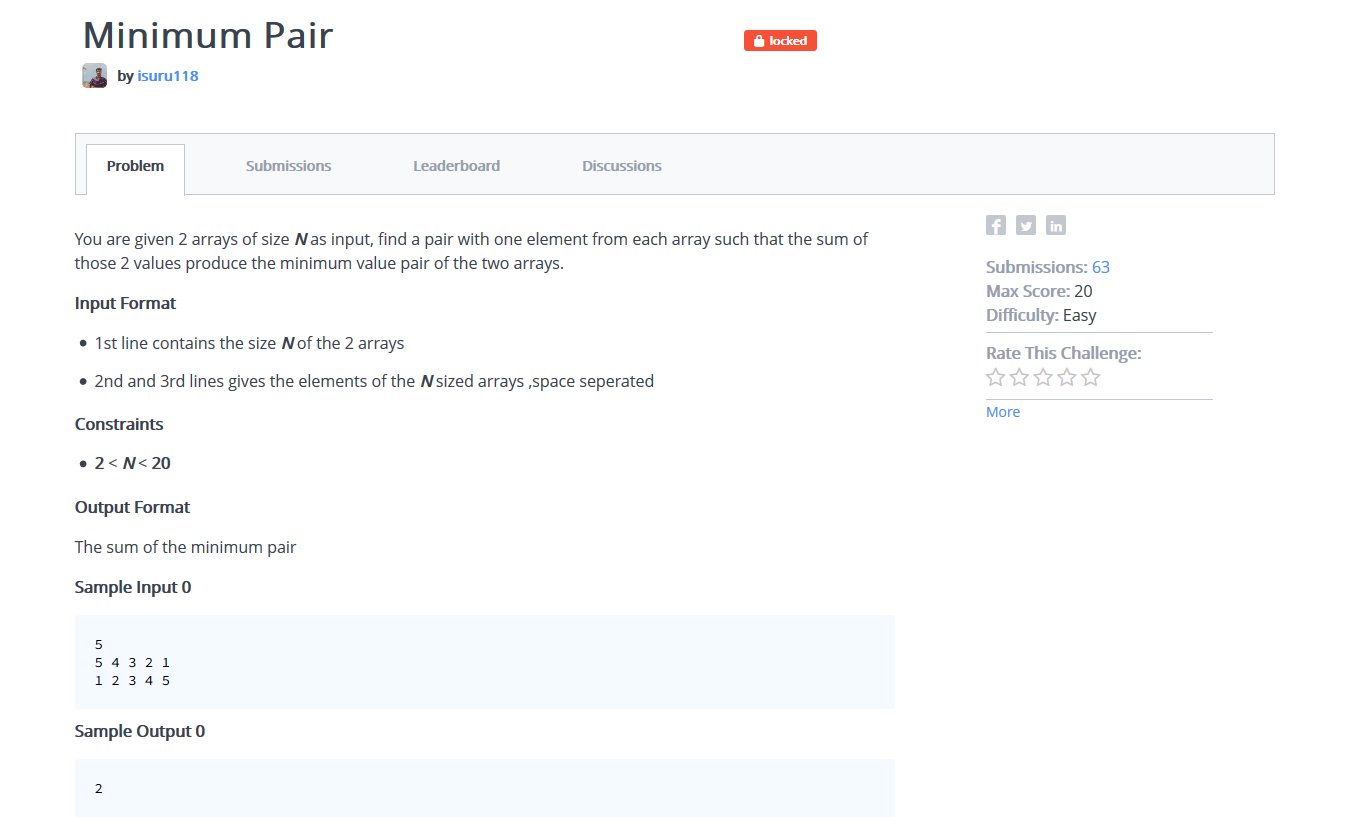 Minimum Pair
locked
by isuru118
Problem
Submissions
Leaderboard
Discussions
You are given 2 arrays of size N as input, find a pair with one element from each array such that the sum of
those 2 values produce the minimum value pair of the two arrays.
Input Format
• 1st line contains the size N of the 2 arrays
• 2nd and 3rd lines gives the elements of the N sized arrays ,space seperated
Constraints
• 2 < N < 20
Output Format
The sum of the minimum pair
Sample Input 0
5
5 4 3 2 1
1 2 3 4 5
Sample Output 0
2
Submissions: 63
Max Score: 20
Difficulty: Easy
Rate This Challenge:
More